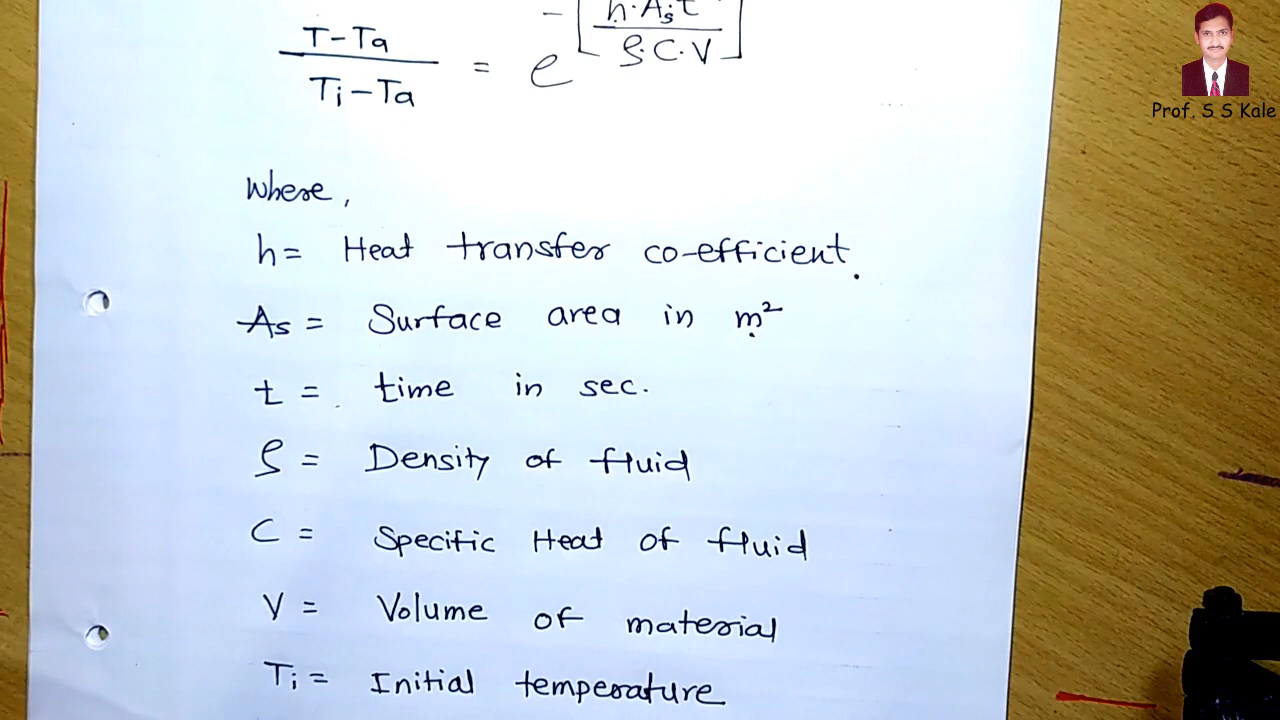 T-Ta
Ti-Ta
= e
- [h·As t
ρ·C·V]
Prof. S S Kale
Where,
h= Heat transfer co-efficient.
As = Surface area in m²
t = time in sec.
ρ = Density of fluid
C = Specific Heat of fluid
V = Volume of material
Ti = Initial temperature